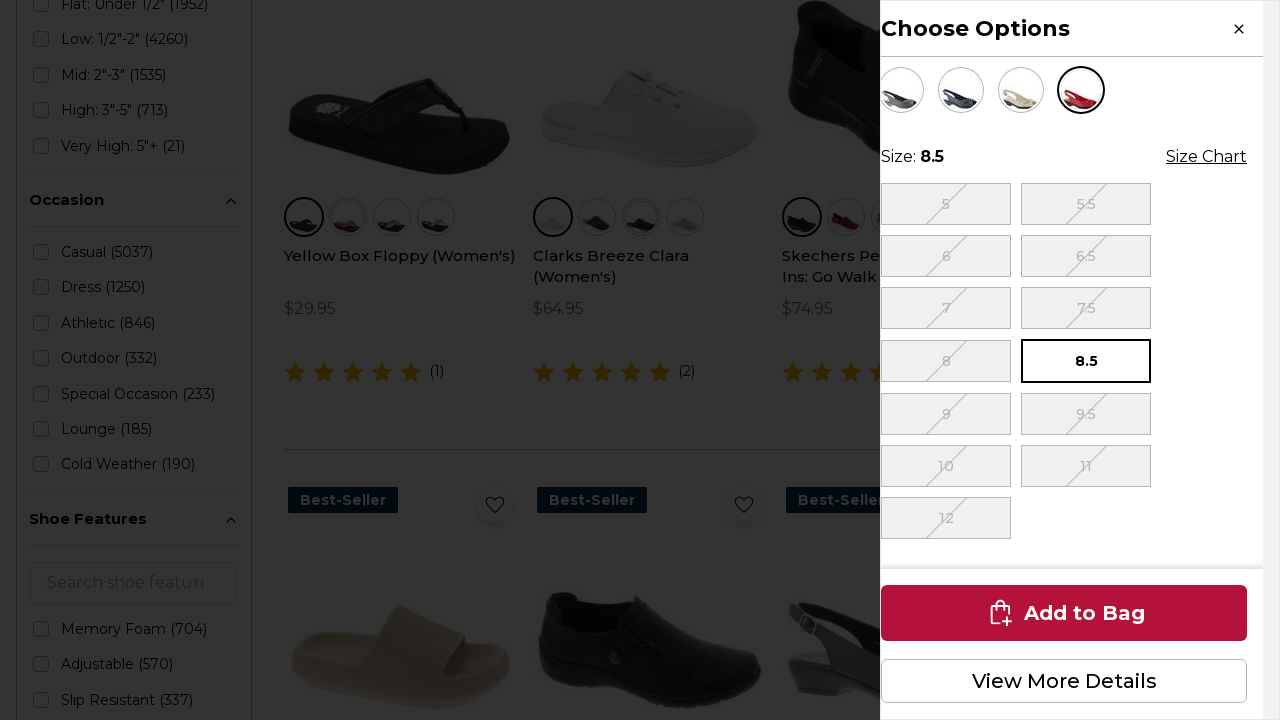 Flat: Under 1/2" (1952)
Low: 1/2"-2" (4260)
Mid: 2"-3" (1535)
High: 3"-5" (713)
Very High: 5"+ (21)
Occasion
Casual (5037)
Dress (1250)
Athletic (846)
Outdoor (332)
Special Occasion (233)
Lounge (185)
Cold Weather (190)
Shoe Features
Search shoe feature
Memory Foam (704)
Adjustable (570)
Slip Resistant (337)
Yellow Box Floppy (Women's)
$29.95
(1)
Clarks Breeze Clara
(Women's)
$64.95
(2)
Skechers Pe
Ins: Go Walk
$74.95
Best-Seller
Best-Seller
Best-Seller
Choose Options
×
Size: 8.5
Size Chart
5
5.5
6
6.5
7
7.5
8
8.5
9
9.5
10
11
12
Add to Bag
View More Details